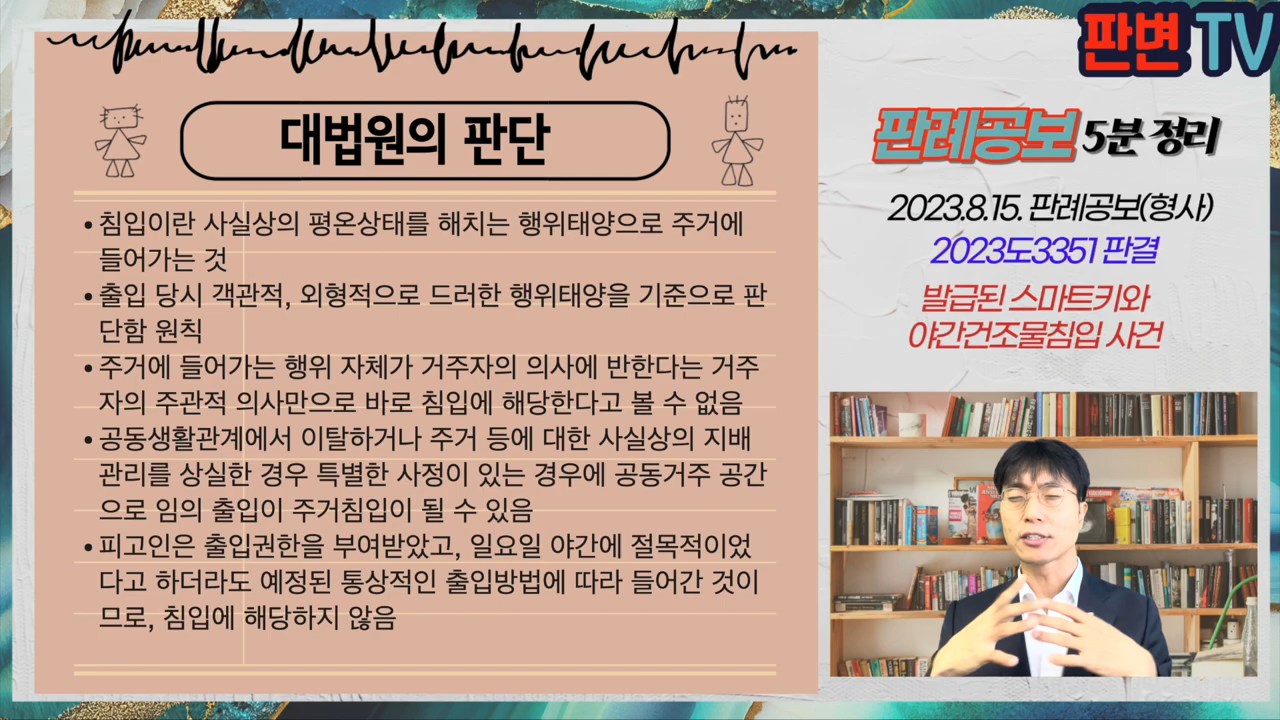 판변 TV
대법원의 판단
• 침입이란 사실상의 평온상태를 해치는 행위태양으로 주거에
들어가는 것
• 출입 당시 객관적, 외형적으로 드러한 행위태양을 기준으로 판
단함 원칙
• 주거에 들어가는 행위 자체가 거주자의 의사에 반한다는 거주
자의 주관적 의사만으로 바로 침입에 해당한다고 볼 수 없음
• 공동생활관계에서 이탈하거나 주거 등에 대한 사실상의 지배
관리를 상실한 경우 특별한 사정이 있는 경우에 공동거주 공간
으로 임의 출입이 주거침입이 될 수 있음
• 피고인은 출입권한을 부여받았고, 일요일 야간에 절목적이었
다고 하더라도 예정된 통상적인 출입방법에 따라 들어간 것이
므로, 침입에 해당하지 않음
판례공보 5분 정리
2023.8.15. 판례공보(형사)
2023도3351 판결
발급된 스마트키와
야간건조물침입 사건